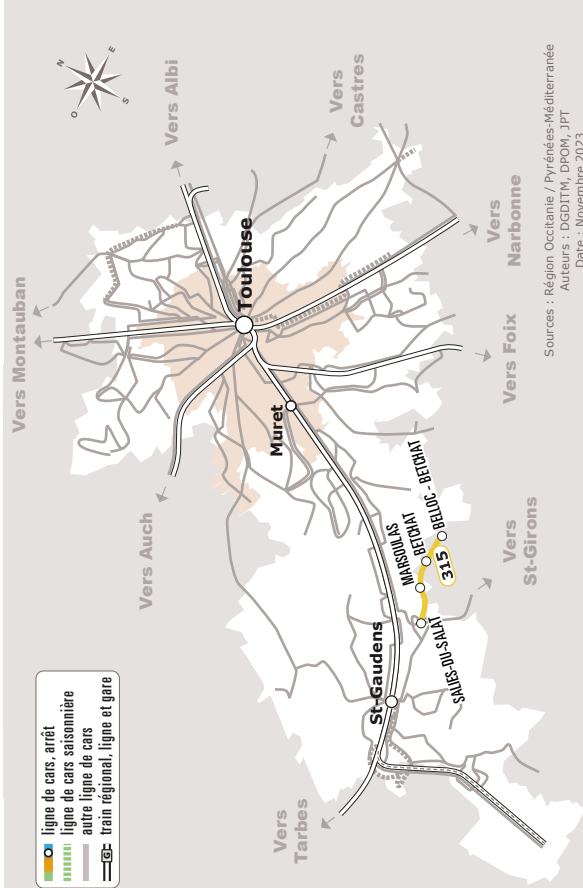 N
E
S
O
Vers Montauban
Vers Albi
Vers
Castres
Toulouse
Vers
Narbonne
Vers Foix
Muret
Vers Auch
BELLOC - BETCHAT
BETCHAT
MARSOULAS
315
SALIES-DU-SALAT
Vers
St-Girons
St-Gaudens
Vers
Tarbes
ligne de cars, arrêt
ligne de cars saisonnière
autre ligne de cars
G
train régional, ligne et gare
Sources : Région Occitanie / Pyrénées-Méditerranée
Auteurs : DGDITM, DPOM, JPT
Date : Novembre 2023